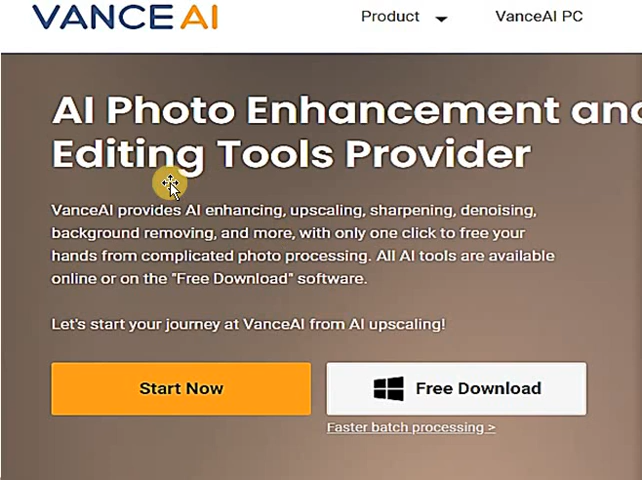 VANCE AI
Product
VanceAI PC
AI Photo Enhancement and
Editing Tools Provider
VanceAI provides AI enhancing, upscaling, sharpening, denoising,
background removing, and more, with only one click to free your
hands from complicated photo processing. All AI tools are available
online or on the "Free Download" software.
Let's start your journey at VanceAI from AI upscaling!
Start Now
Free Download
Faster batch processing >